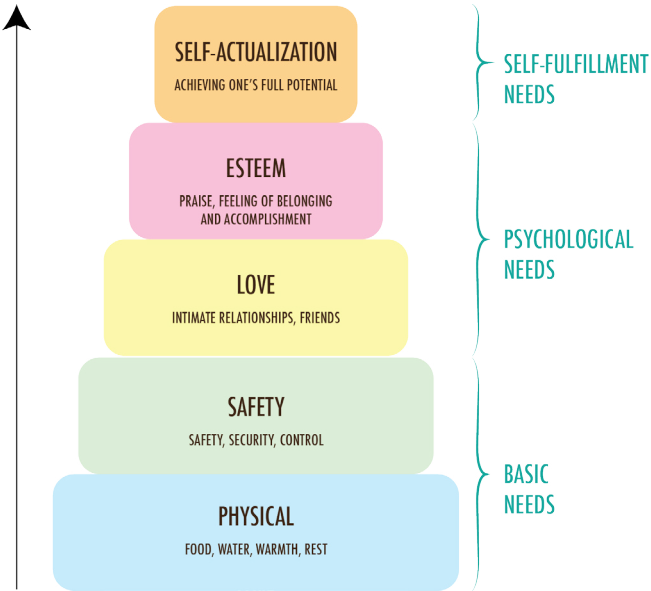 SELF-ACTUALIZATION
ACHIEVING ONE'S FULL POTENTIAL
SELF-FULFILLMENT
NEEDS
ESTEEM
PRAISE, FEELING OF BELONGING
AND ACCOMPLISHMENT
PSYCHOLOGICAL
NEEDS
LOVE
INTIMATE RELATIONSHIPS, FRIENDS
SAFETY
SAFETY, SECURITY, CONTROL
BASIC
NEEDS
PHYSICAL
FOOD, WATER, WARMTH, REST